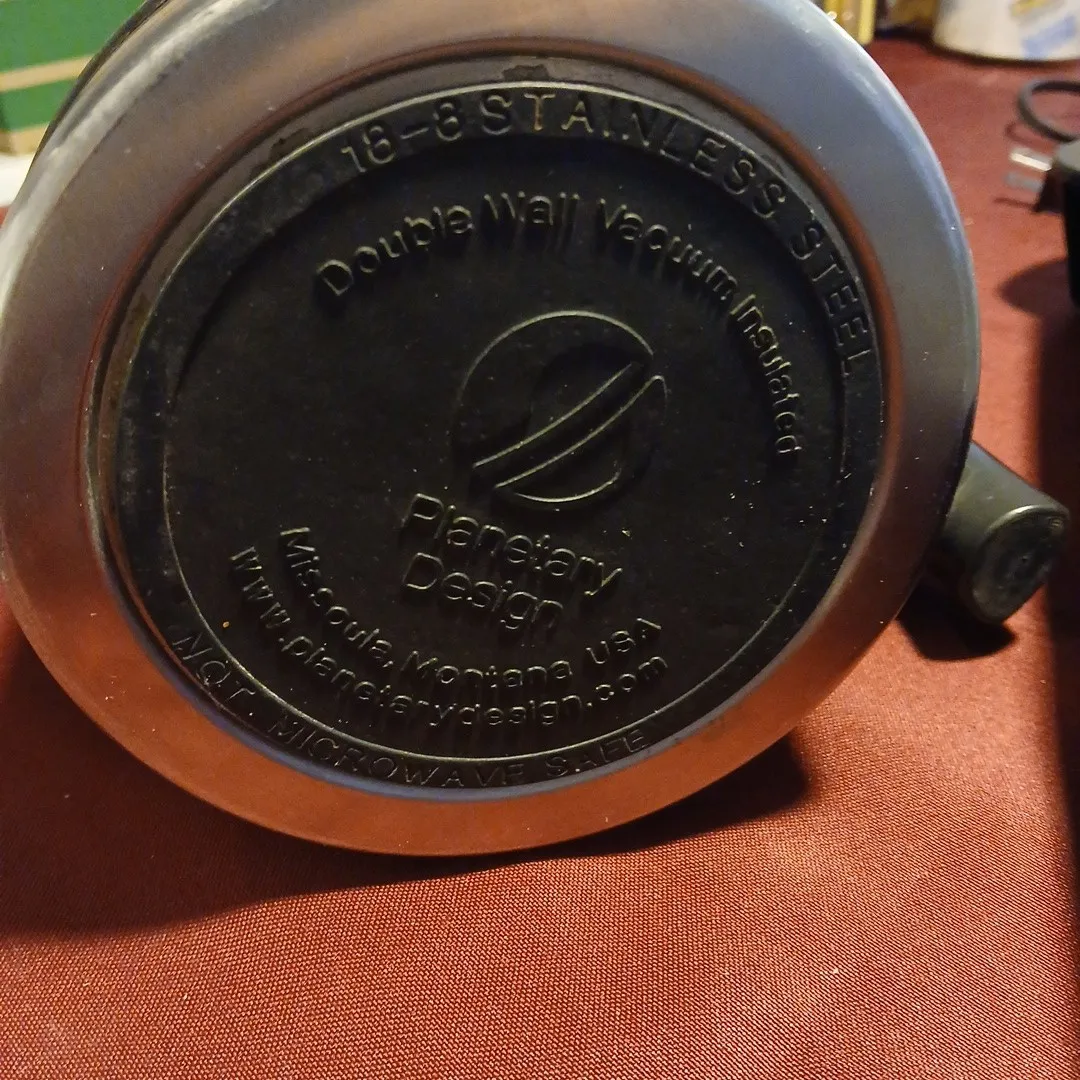 18-8 STAINLESS STEEL
Double Wall Vacuum Insulated
Planetary
Design
Missoula, Montana USA
www.planetarydesign.com
NOT MICROWAVE SAFE